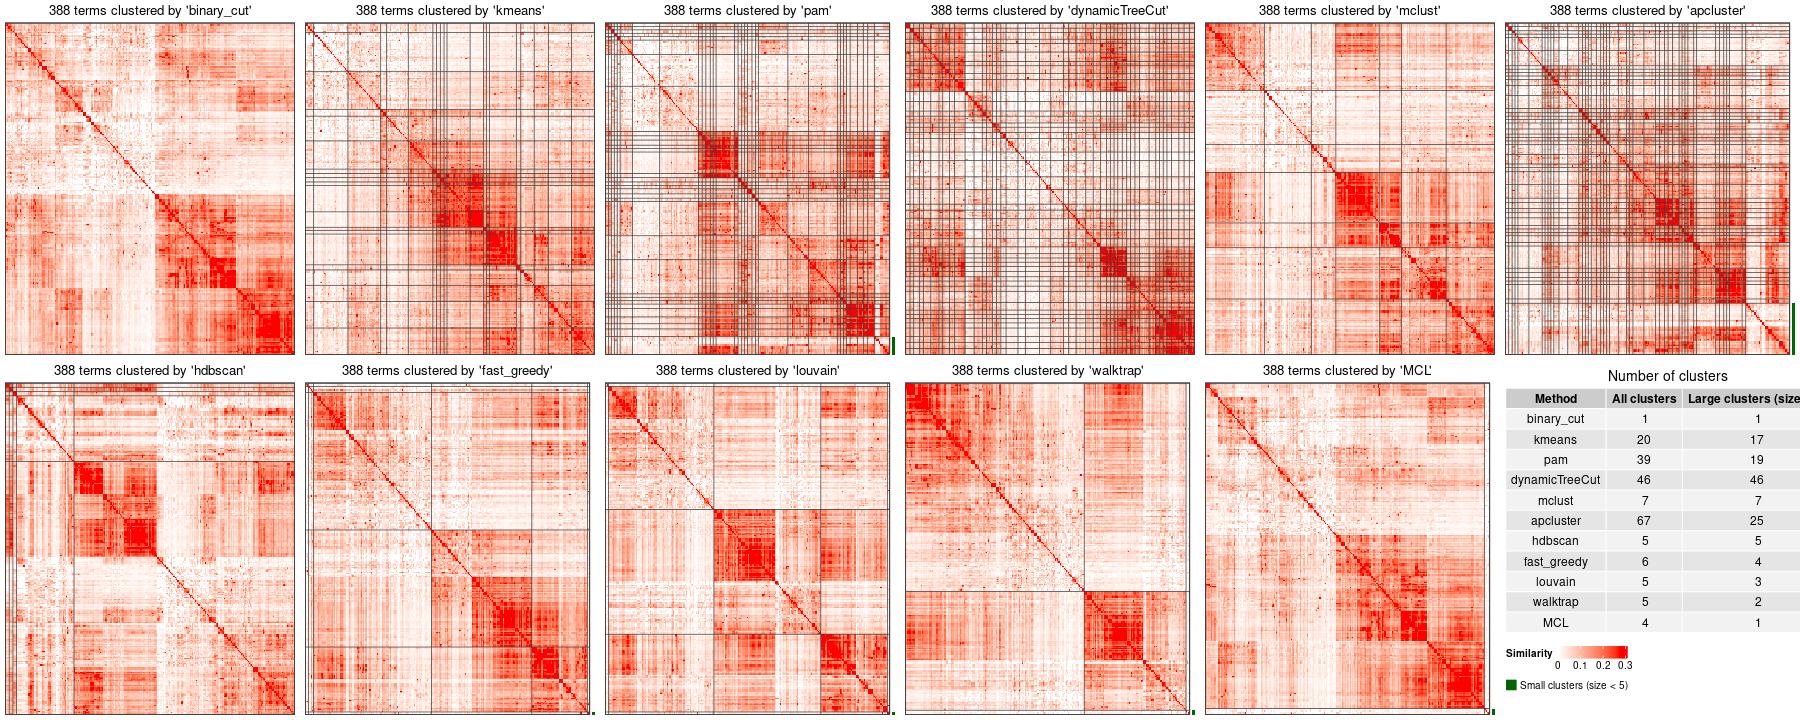 388 terms clustered by 'binary_cut'
388 terms clustered by 'kmeans'
388 terms clustered by 'pam'
388 terms clustered by 'dynamicTreeCut'
388 terms clustered by 'mclust'
388 terms clustered by 'apcluster'
388 terms clustered by 'hdbscan'
388 terms clustered by 'fast_greedy'
388 terms clustered by 'louvain'
388 terms clustered by 'walktrap'
388 terms clustered by 'MCL'
Number of clusters
Method All clusters Large clusters (size
binary_cut 1 1
kmeans 20 17
pam 39 19
dynamicTreeCut 46 46
mclust 7 7
apcluster 67 25
hdbscan 5 5
fast_greedy 6 4
louvain 5 3
walktrap 5 2
MCL 4 1
Similarity
0 0.1 0.2 0.3
Small clusters (size < 5)